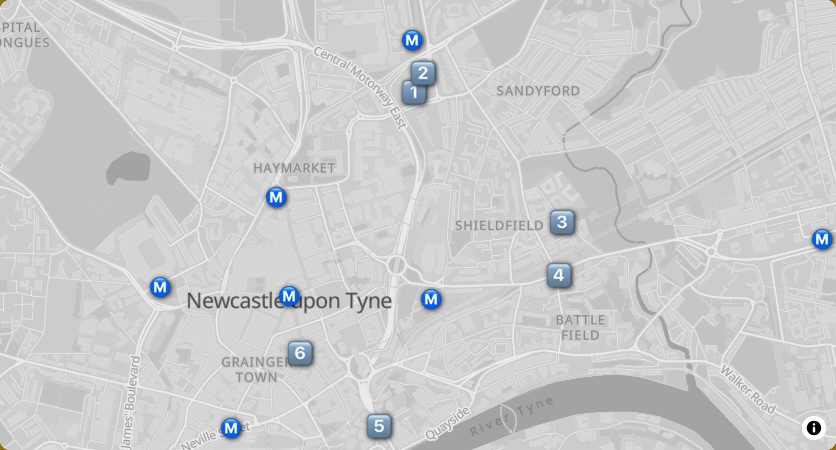 PITAL
ONGUES
M
Central Motorway East
2
1
SANDYFORD
HAYMARKET
M
3
SHIELDFIELD
M
4
M
Newcastle upon Tyne
M
M
BATTLE
FIELD
6
GRAINGER
TOWN
James' Boulevard
Walker Road
River Tyne
Quayside
5
M
Neville Street